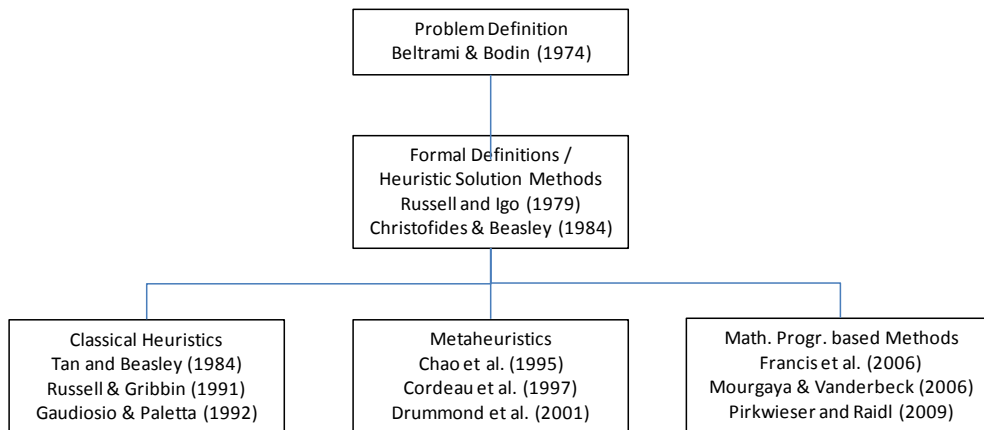 Problem Definition
Beltrami & Bodin (1974)
Formal Definitions /
Heuristic Solution Methods
Russell and Igo (1979)
Christofides & Beasley (1984)
Classical Heuristics
Tan and Beasley (1984)
Russell & Gribbin (1991)
Gaudiosio & Paletta (1992)
Metaheuristics
Chao et al. (1995)
Cordeau et al. (1997)
Drummond et al. (2001)
Math. Progr. based Methods
Francis et al. (2006)
Mourgaya & Vanderbeck (2006)
Pirkwieser and Raidl (2009)